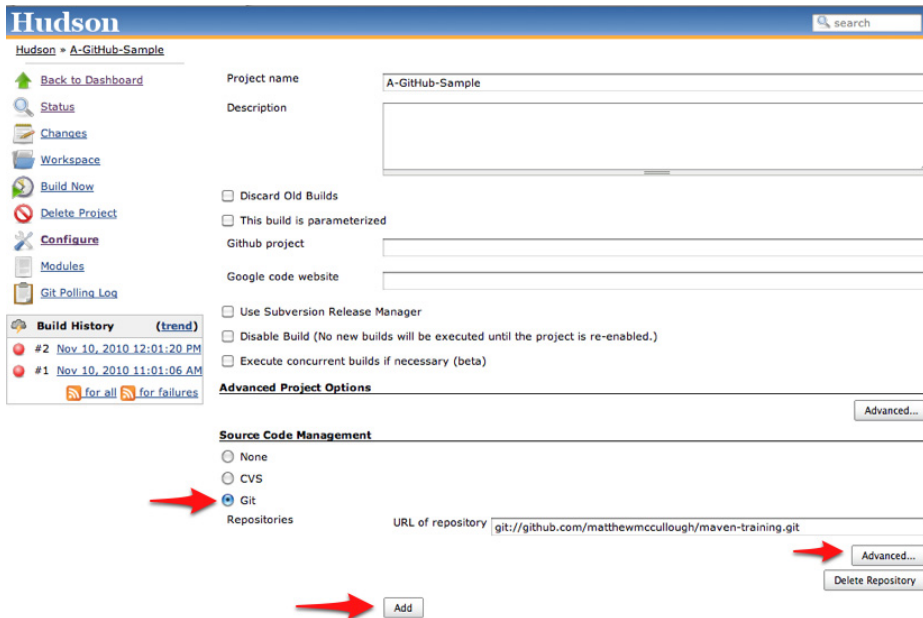 Hudson
search
Hudson » A-GitHub-Sample
Back to Dashboard
Status
Changes
Workspace
Build Now
Delete Project
Configure
Modules
Git Polling Log
Build History (trend)
#2 Nov 10, 2010 12:01:20 PM
#1 Nov 10, 2010 11:01:06 AM
for all for failures
Project name A-GitHub-Sample
Description
Discard Old Builds
This build is parameterized
Github project
Google code website
Use Subversion Release Manager
Disable Build (No new builds will be executed until the project is re-enabled.)
Execute concurrent builds if necessary (beta)
Advanced Project Options
Advanced...
Source Code Management
None
CVS
Git
Repositories URL of repository git://github.com/matthewmccullough/maven-training.git
Advanced...
Delete Repository
Add